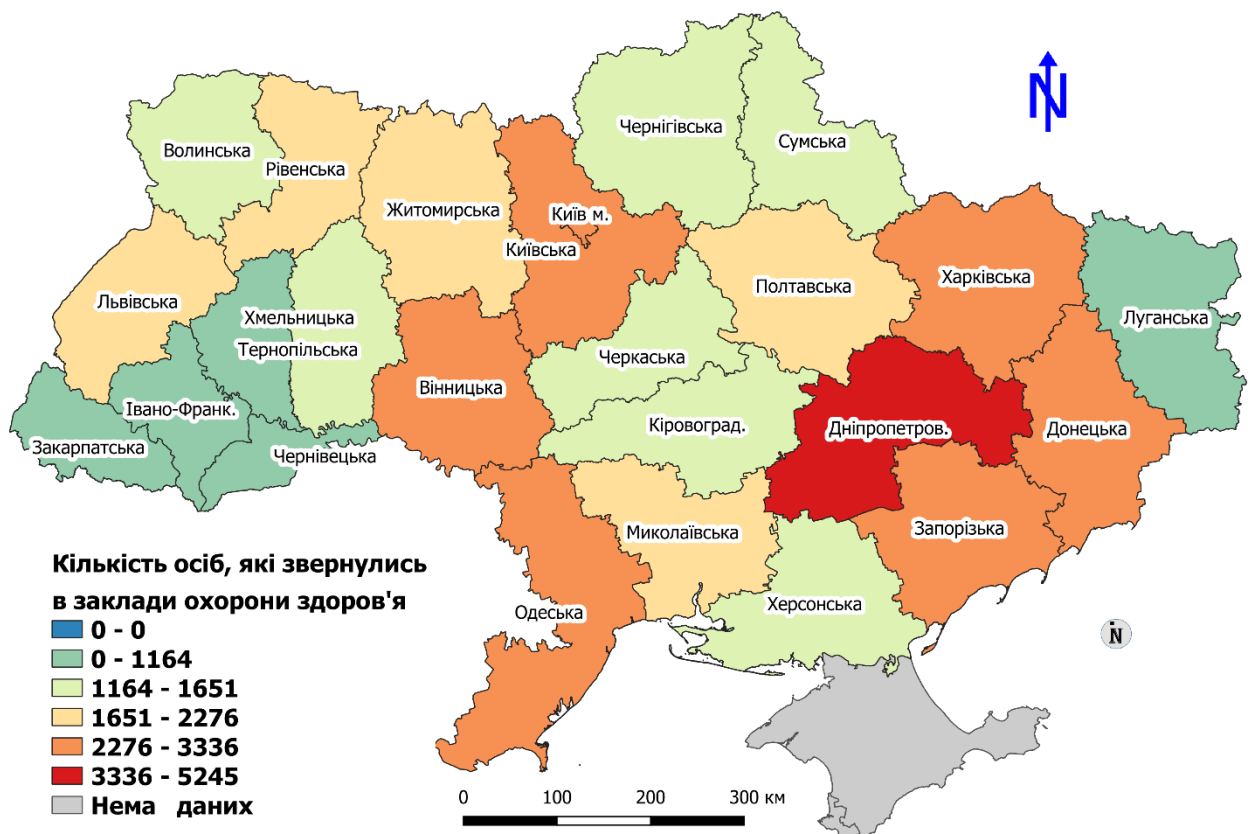 N
Чернігівська
Сумська
Волинська
Рівенська
Житомирська
Київ м.
Київська
Харківська
Полтавська
Львівська
Хмельницька
Луганська
Тернопільська
Черкаська
Вінницька
Івано-Франк.
Кіровоград.
Дніпропетров.
Донецька
Закарпатська
Чернівецька
Запорізька
Миколаївська
Херсонська
Одеська
Кількість осіб, які звернулись
в заклади охорони здоров'я
0 - 0
0 - 1164
1164 - 1651
1651 - 2276
2276 - 3336
3336 - 5245
Нема даних
N
0 100 200 300 км